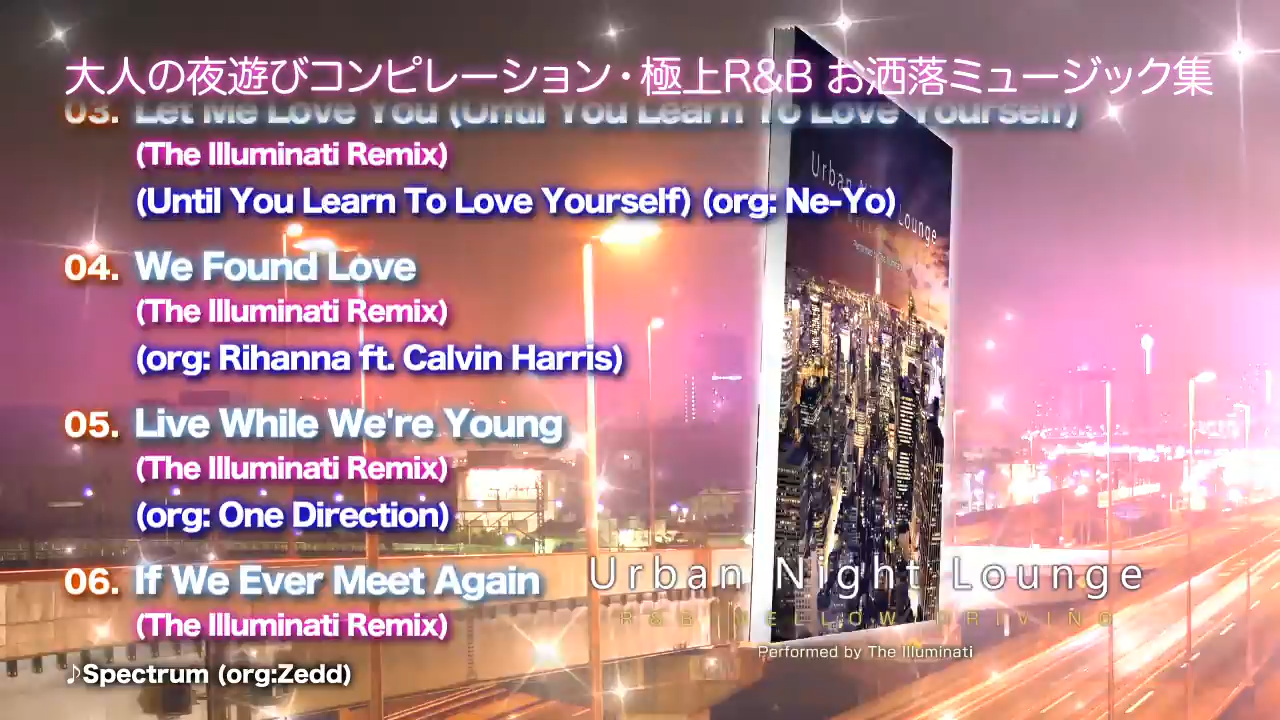 大人の夜遊びコンピレーション・極上R&B お洒落ミュージック集
03. Let Me Love You (Until You Learn To Love Yourself)
(The Illuminati Remix)
(Until You Learn To Love Yourself) (org: Ne-Yo)
04. We Found Love
(The Illuminati Remix)
(org: Rihanna ft. Calvin Harris)
05. Live While We're Young
(The Illuminati Remix)
(org: One Direction)
06. If We Ever Meet Again
(The Illuminati Remix)
♪Spectrum (org:Zedd)
Urban Night Lounge
Urban Night Lounge
R&B MELLOW DRIVING
Performed by The Illuminati